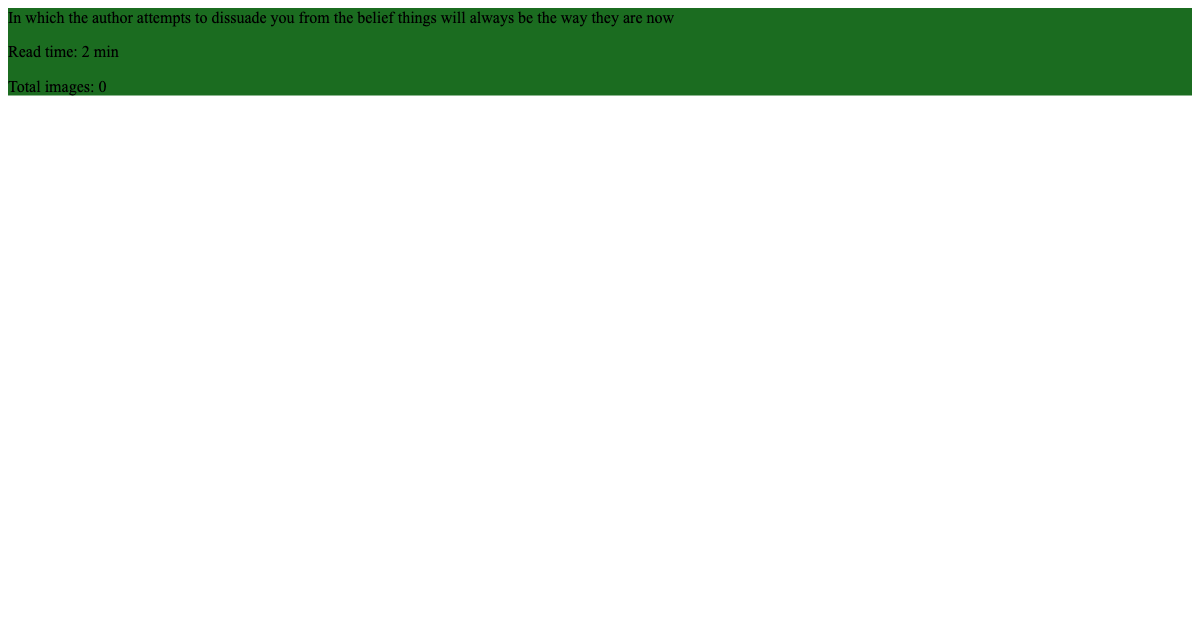 In which the author attempts to dissuade you from the belief things will always be the way they are now
Read time: 2 min
Total images: 0